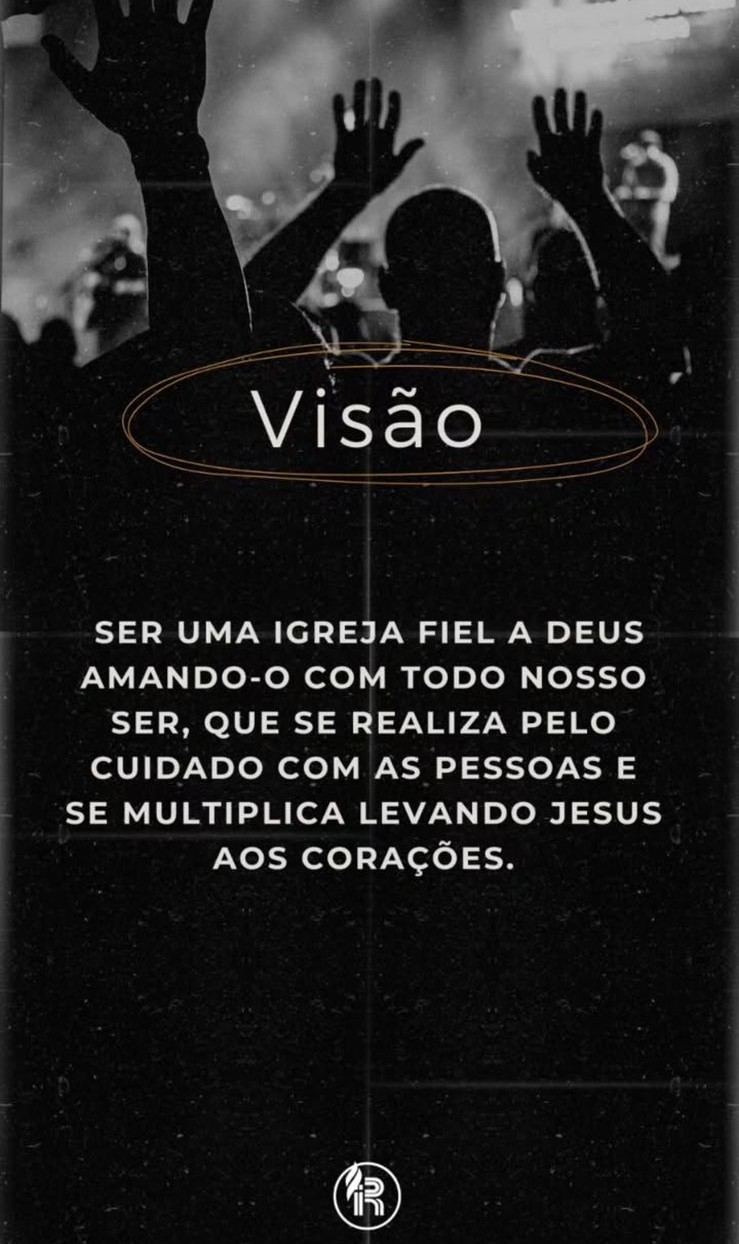 Visão
SER UMA IGREJA FIEL A DEUS
AMANDO-O COM TODO NOSSO
SER, QUE SE REALIZA PELO
CUIDADO COM AS PESSOAS E
SE MULTIPLICA LEVANDO JESUS
AOS CORAÇÕES.